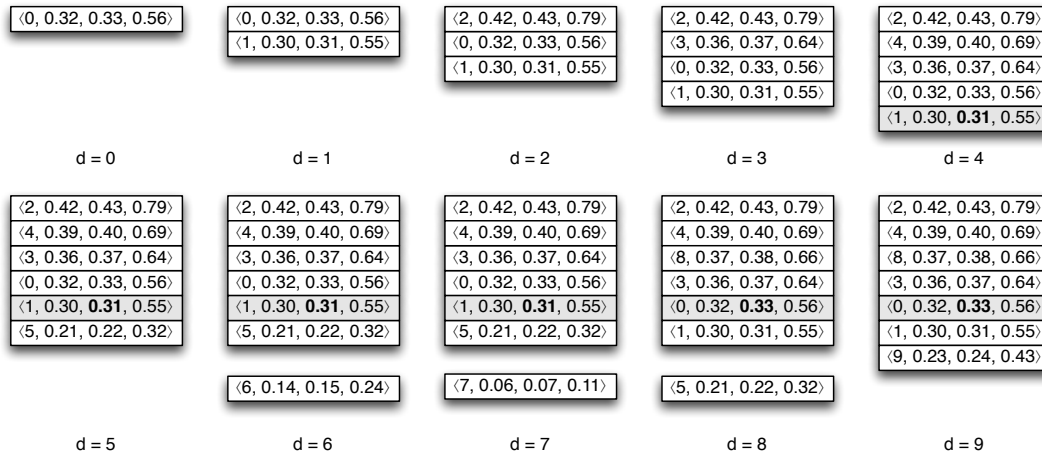 ⟨0, 0.32, 0.33, 0.56⟩
d = 0
⟨0, 0.32, 0.33, 0.56⟩
⟨1, 0.30, 0.31, 0.55⟩
d = 1
⟨2, 0.42, 0.43, 0.79⟩
⟨0, 0.32, 0.33, 0.56⟩
⟨1, 0.30, 0.31, 0.55⟩
d = 2
⟨2, 0.42, 0.43, 0.79⟩
⟨3, 0.36, 0.37, 0.64⟩
⟨0, 0.32, 0.33, 0.56⟩
⟨1, 0.30, 0.31, 0.55⟩
d = 3
⟨2, 0.42, 0.43, 0.79⟩
⟨4, 0.39, 0.40, 0.69⟩
⟨3, 0.36, 0.37, 0.64⟩
⟨0, 0.32, 0.33, 0.56⟩
⟨1, 0.30, 0.31, 0.55⟩
d = 4
⟨2, 0.42, 0.43, 0.79⟩
⟨4, 0.39, 0.40, 0.69⟩
⟨3, 0.36, 0.37, 0.64⟩
⟨0, 0.32, 0.33, 0.56⟩
⟨1, 0.30, 0.31, 0.55⟩
⟨5, 0.21, 0.22, 0.32⟩
d = 5
⟨2, 0.42, 0.43, 0.79⟩
⟨4, 0.39, 0.40, 0.69⟩
⟨3, 0.36, 0.37, 0.64⟩
⟨0, 0.32, 0.33, 0.56⟩
⟨1, 0.30, 0.31, 0.55⟩
⟨5, 0.21, 0.22, 0.32⟩
⟨6, 0.14, 0.15, 0.24⟩
d = 6
⟨2, 0.42, 0.43, 0.79⟩
⟨4, 0.39, 0.40, 0.69⟩
⟨3, 0.36, 0.37, 0.64⟩
⟨0, 0.32, 0.33, 0.56⟩
⟨1, 0.30, 0.31, 0.55⟩
⟨5, 0.21, 0.22, 0.32⟩
⟨7, 0.06, 0.07, 0.11⟩
d = 7
⟨2, 0.42, 0.43, 0.79⟩
⟨4, 0.39, 0.40, 0.69⟩
⟨8, 0.37, 0.38, 0.66⟩
⟨3, 0.36, 0.37, 0.64⟩
⟨0, 0.32, 0.33, 0.56⟩
⟨1, 0.30, 0.31, 0.55⟩
⟨5, 0.21, 0.22, 0.32⟩
d = 8
⟨2, 0.42, 0.43, 0.79⟩
⟨4, 0.39, 0.40, 0.69⟩
⟨8, 0.37, 0.38, 0.66⟩
⟨3, 0.36, 0.37, 0.64⟩
⟨0, 0.32, 0.33, 0.56⟩
⟨1, 0.30, 0.31, 0.55⟩
⟨9, 0.23, 0.24, 0.43⟩
d = 9